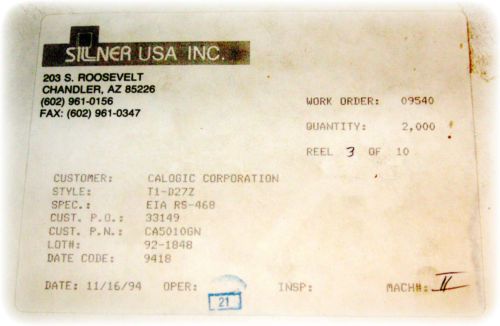 SILLNER USA INC.
203 S. ROOSEVELT
CHANDLER, AZ 85226
(602) 961-0156
FAX: (602) 961-0347
WORK ORDER: 09540
QUANTITY: 2,000
REEL 3 OF 10
CUSTOMER: CALOGIC CORPORATION
STYLE: T1-D27Z
SPEC.: EIA RS-468
CUST. P.O.: 33149
CUST. P.N.: CA5010GN
LOT#: 92-1848
DATE CODE: 9418
DATE: 11/16/94 OPER: 21 INSP: MACH#: II